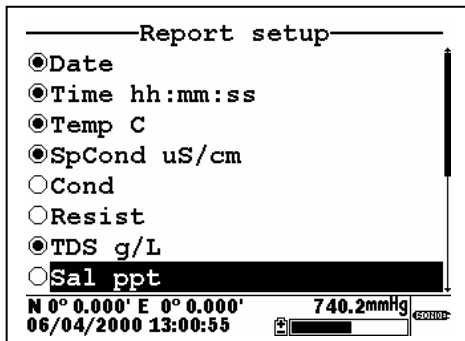 Report setup
Date
Time hh:mm:ss
Temp C
SpCond uS/cm
Cond
Resist
TDS g/L
Sal ppt
N 0° 0.000' E 0° 0.000' 740.2mmHg
06/04/2000 13:00:55
SONDE